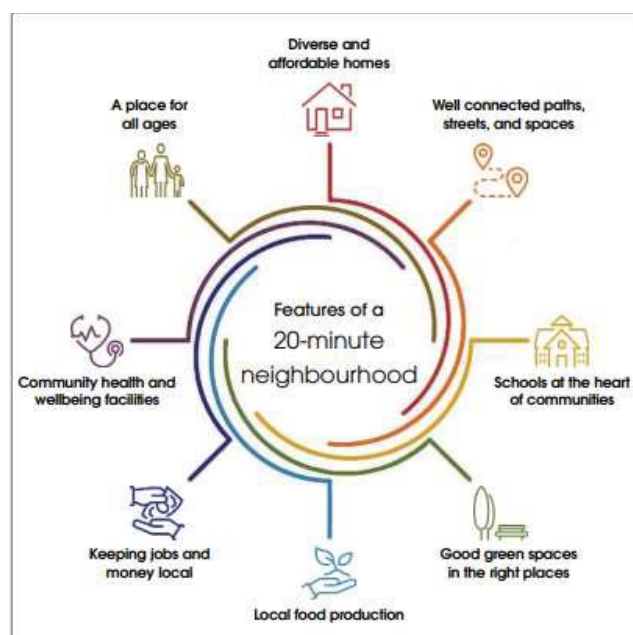 Diverse and
affordable homes
Well connected paths,
streets, and spaces
Schools at the heart
of communities
Good green spaces
in the right places
Local food production
Keeping jobs and
money local
Community health and
wellbeing facilities
A place for
all ages
Features of a
20-minute
neighbourhood